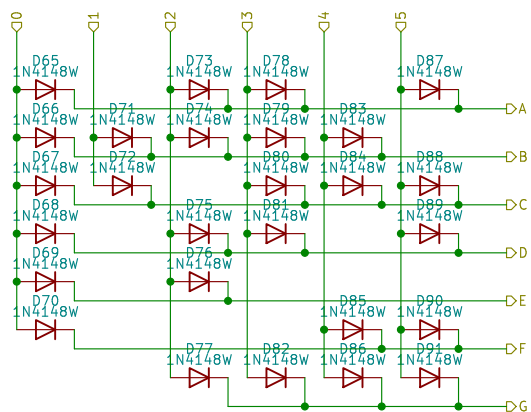 0 1 2 3 4 5
D65 D73 D78 D87
1N4148W 1N4148W 1N4148W 1N4148W
A
D66 D71 D74 D79 D83
1N4148W 1N4148W 1N4148W 1N4148W 1N4148W
B
D67 D72 D80 D84 D88
1N4148W 1N4148W 1N4148W 1N4148W 1N4148W
C
D68 D75 D81 D89
1N4148W 1N4148W 1N4148W 1N4148W
D
D69 D76
1N4148W 1N4148W
E
D70 D85 D90
1N4148W 1N4148W 1N4148W
F
D77 D82 D86 D91
1N4148W 1N4148W 1N4148W 1N4148W
G